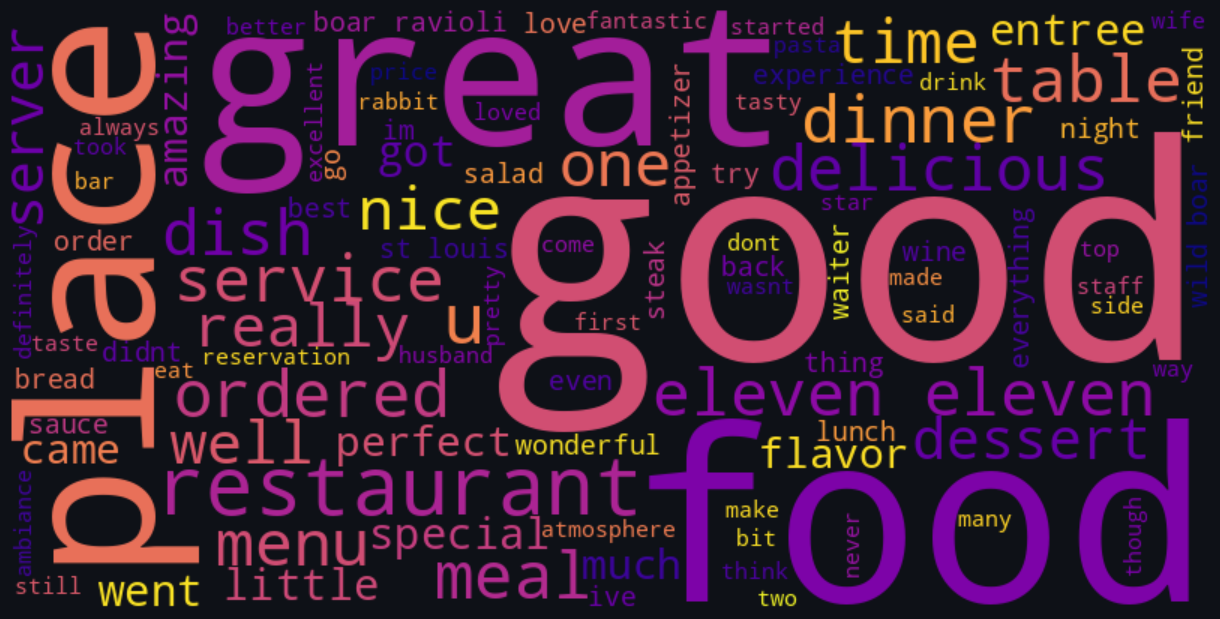 better
boar ravioli
love
fantastic
started
wife
server
place
amazing
great
time
entree
pasta
price
experience
drink
table
friend
rabbit
loved
excellent
appetizer
tasty
dinner
night
always
took
im
got
go
salad
one
try
delicious
bar
best
nice
star
wild boar
dish
st louis
good
come
steak
dont
back
wasnt
waiter
wine
made
said
everything
top
staff
side
order
definitely
service
pretty
really
u
first
taste
didnt
reservation
husband
thing
way
eat
bread
even
ordered
eleven eleven
sauce
came
well
perfect
wonderful
lunch
flavor
dessert
restaurant
food
ambiance
menu
special
atmosphere
make
bit
never
many
though
still
went
little
meal
much
ive
think
two